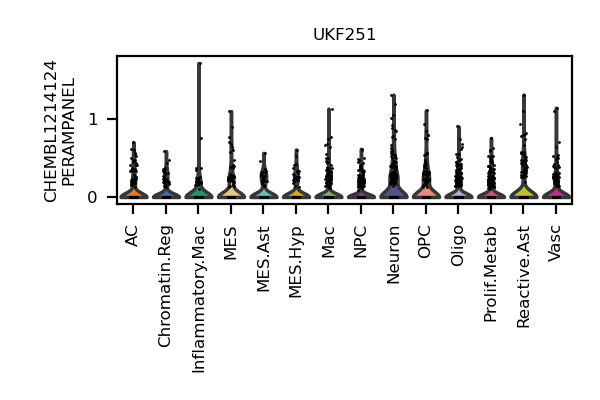 UKF251
CHEMBL1214124
PERAMPANEL
1
0
AC
Chromatin.Reg
Inflammatory.Mac
MES
MES.Ast
MES.Hyp
Mac
NPC
Neuron
OPC
Oligo
Prolif.Metab
Reactive.Ast
Vasc